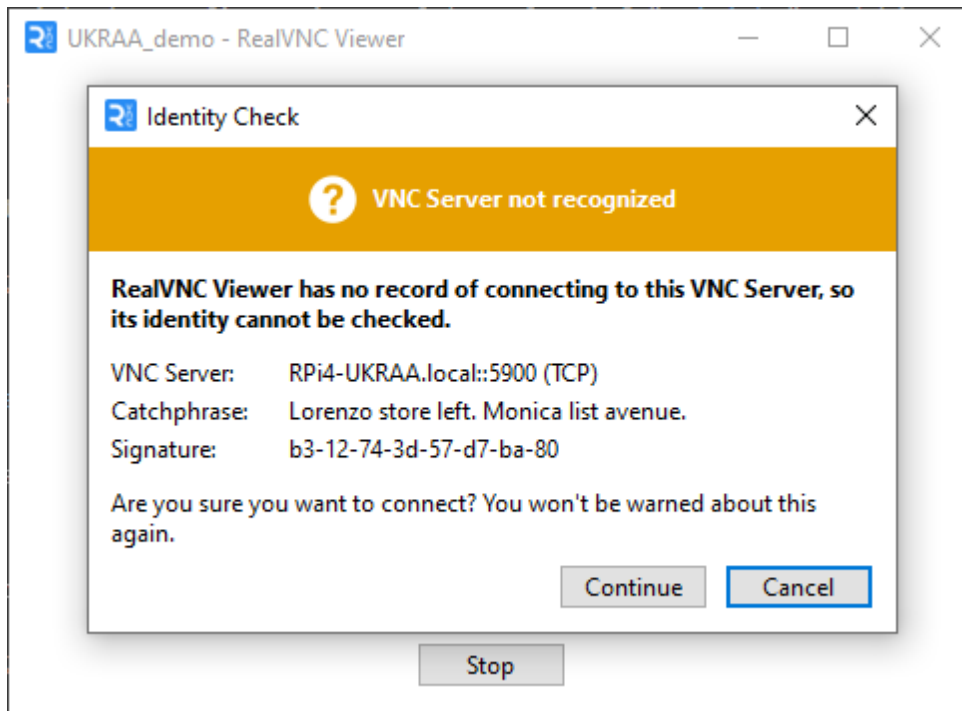 UKRAA_demo - RealVNC Viewer
Identity Check
VNC Server not recognized
RealVNC Viewer has no record of connecting to this VNC Server, so
its identity cannot be checked.
VNC Server: RPi4-UKRAA.local::5900 (TCP)
Catchphrase: Lorenzo store left. Monica list avenue.
Signature: b3-12-74-3d-57-d7-ba-80
Are you sure you want to connect? You won't be warned about this
again.
Continue Cancel
Stop